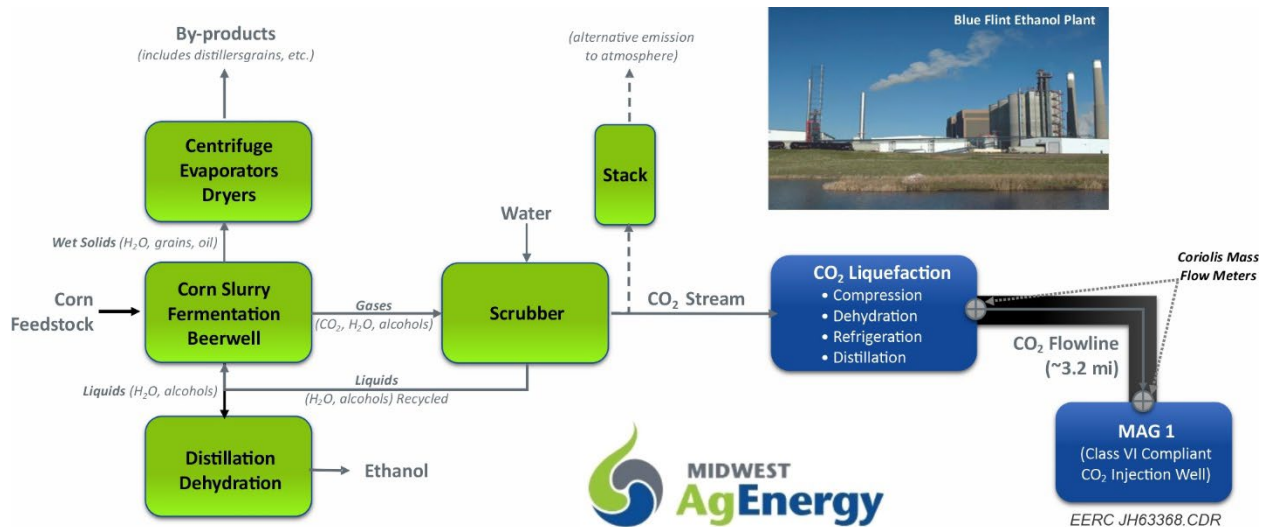 By-products
(includes distillersgrains, etc.)
(alternative emission
to atmosphere)
Blue Flint Ethanol Plant
Centrifuge
Evaporators
Dryers
Stack
Water
Wet Solids (H₂O, grains, oil)
Corn
Feedstock
Corn Slurry
Fermentation
Beerwell
Gases
(CO₂, H₂O, alcohols)
Scrubber
CO₂ Stream
CO₂ Liquefaction
• Compression
• Dehydration
• Refrigeration
• Distillation
Coriolis Mass
Flow Meters
CO₂ Flowline
(~3.2 mi)
Liquids (H₂O, alcohols)
Liquids
(H₂O, alcohols) Recycled
Distillation
Dehydration
Ethanol
MIDWEST
AgEnergy
MAG 1
(Class VI Compliant
CO₂ Injection Well)
EERC JH63368.CDR